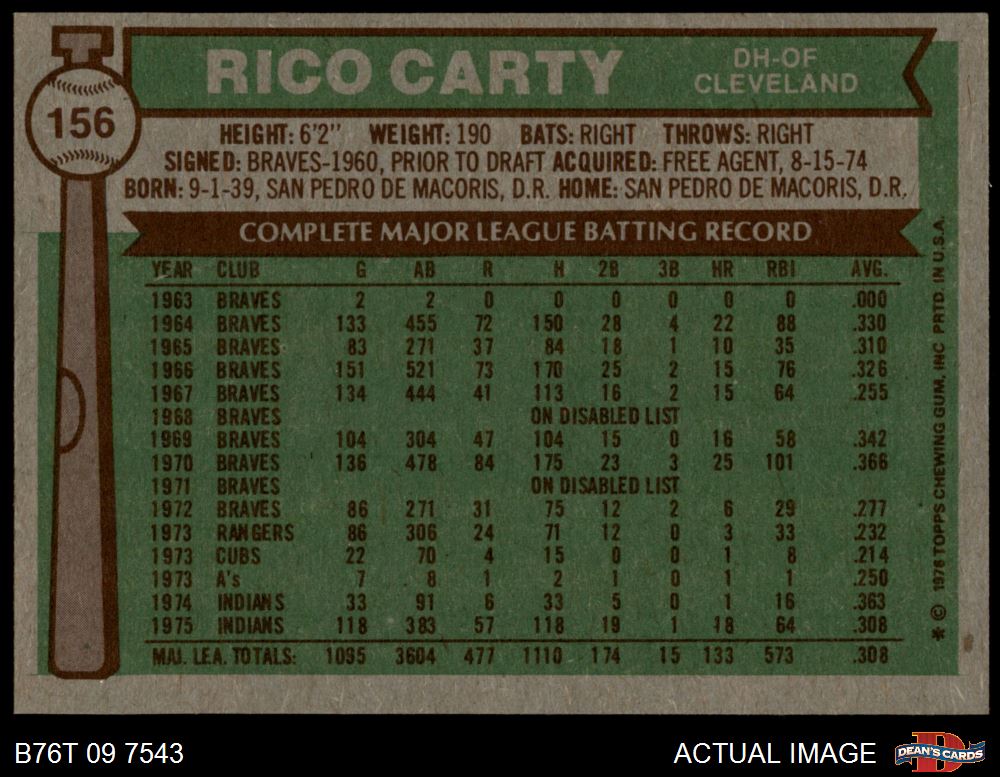 RICO CARTY
DH-OF
CLEVELAND
156
HEIGHT: 6'2" WEIGHT: 190 BATS: RIGHT THROWS: RIGHT
SIGNED: BRAVES-1960, PRIOR TO DRAFT ACQUIRED: FREE AGENT, 8-15-74
BORN: 9-1-39, SAN PEDRO DE MACORIS, D.R. HOME: SAN PEDRO DE MACORIS, D.R.
COMPLETE MAJOR LEAGUE BATTING RECORD
YEAR CLUB G AB R H 2B 3B HR RBI AVG.
1963 BRAVES 2 2 0 0 0 0 0 0 .000
1964 BRAVES 133 455 72 150 28 4 22 88 .330
1965 BRAVES 83 271 37 84 18 1 10 35 .310
1966 BRAVES 151 521 73 170 25 2 15 76 .326
1967 BRAVES 134 444 41 113 16 2 15 64 .255
1968 BRAVES ON DISABLED LIST
1969 BRAVES 104 304 47 104 15 0 16 58 .342
1970 BRAVES 136 478 84 175 23 3 25 101 .366
1971 BRAVES ON DISABLED LIST
1972 BRAVES 86 271 31 75 12 2 6 29 .277
1973 RANGERS 86 306 24 71 12 0 3 33 .232
1973 CUBS 22 70 4 15 0 0 1 8 .214
1973 A's 7 8 1 2 1 0 1 1 .250
1974 INDIANS 33 91 6 33 5 0 1 16 .363
1975 INDIANS 118 383 57 118 19 1 18 64 .308
MAJ. LEA. TOTALS: 1095 3604 477 1110 174 15 133 573 .308
* © 1976 TOPPS CHEWING GUM, INC PRTD. IN U.S.A.
B76T 09 7543
ACTUAL IMAGE
DEAN'S CARDS